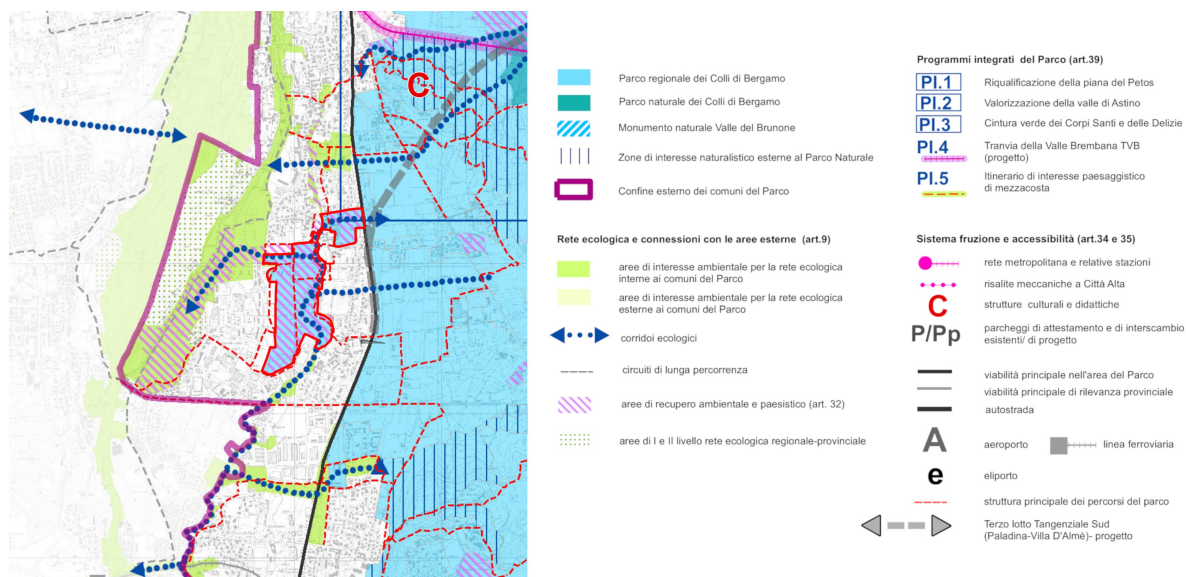 C
Parco regionale dei Colli di Bergamo
Parco naturale dei Colli di Bergamo
Monumento naturale Valle del Brunone
Zone di interesse naturalistico esterne al Parco Naturale
Confine esterno dei comuni del Parco
Rete ecologica e connessioni con le aree esterne (art.9)
aree di interesse ambientale per la rete ecologica
interne ai comuni del Parco
aree di interesse ambientale per la rete ecologica
esterne ai comuni del Parco
corridoi ecologici
circuiti di lunga percorrenza
aree di recupero ambientale e paesistico (art. 32)
aree di I e II livello rete ecologica regionale-provinciale
Programmi integrati del Parco (art.39)
PI.1 Riqualificazione della piana del Petos
PI.2 Valorizzazione della valle di Astino
PI.3 Cintura verde dei Corpi Santi e delle Delizie
PI.4 Tranvia della Valle Brembana TVB
(progetto)
PI.5 Itinerario di interesse paesaggistico
di mezzacosta
Sistema fruzione e accessibilità (art.34 e 35)
rete metropolitana e relative stazioni
risalite meccaniche a Città Alta
C strutture culturali e didattiche
P/Pp parcheggi di attestamento e di interscambio
esistenti/ di progetto
viabilità principale nell'area del Parco
viabilità principale di rilevanza provinciale
autostrada
A aeroporto linea ferroviaria
e eliporto
struttura principale dei percorsi del parco
Terzo lotto Tangenziale Sud
(Paladina-Villa D'Almè)- progetto